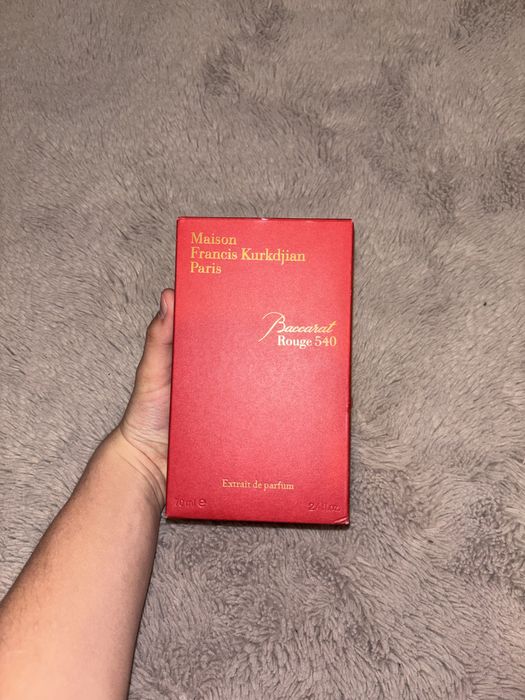 Maison
Francis Kurkdjian
Paris
Baccarat
Rouge 540
Extrait de parfum
70 ml e 2.4 fl.oz.